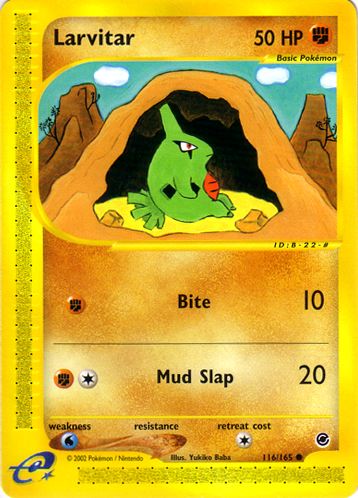 Larvitar 50 HP
Basic Pokémon
ID:B-22-#
Bite 10
Mud Slap 20
weakness resistance retreat cost
©2002 Pokémon / Nintendo Illus. Yukiko Baba 116/165
e